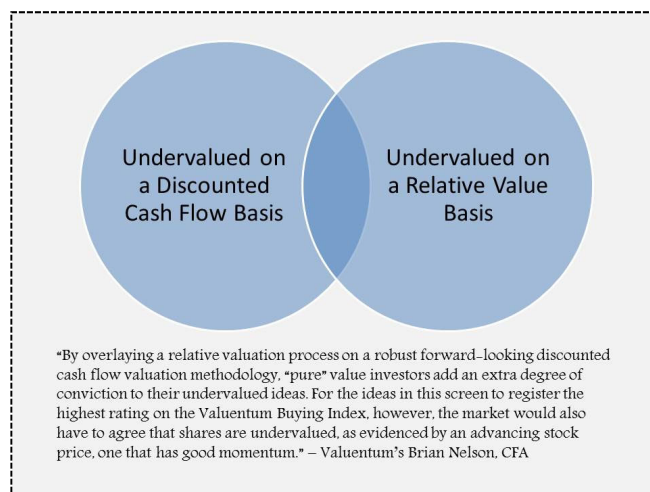 Undervalued on
a Discounted
Cash Flow Basis
Undervalued on
a Relative Value
Basis
“By overlaying a relative valuation process on a robust forward-looking discounted
cash flow valuation methodology, “pure” value investors add an extra degree of
conviction to their undervalued ideas. For the ideas in this screen to register the
highest rating on the Valuentum Buying Index, however, the market would also
have to agree that shares are undervalued, as evidenced by an advancing stock
price, one that has good momentum.” – Valuentum’s Brian Nelson, CFA